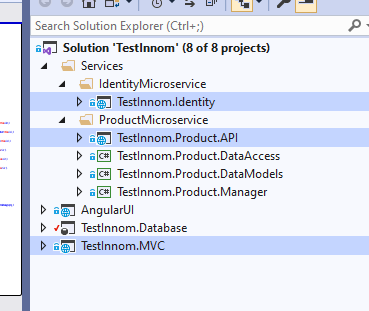 Search Solution Explorer (Ctrl+;)
Solution 'TestInnom' (8 of 8 projects)
Services
IdentityMicroservice
TestInnom.Identity
ProductMicroservice
TestInnom.Product.API
C# TestInnom.Product.DataAccess
C# TestInnom.Product.DataModels
C# TestInnom.Product.Manager
AngularUI
TestInnom.Database
TestInnom.MVC